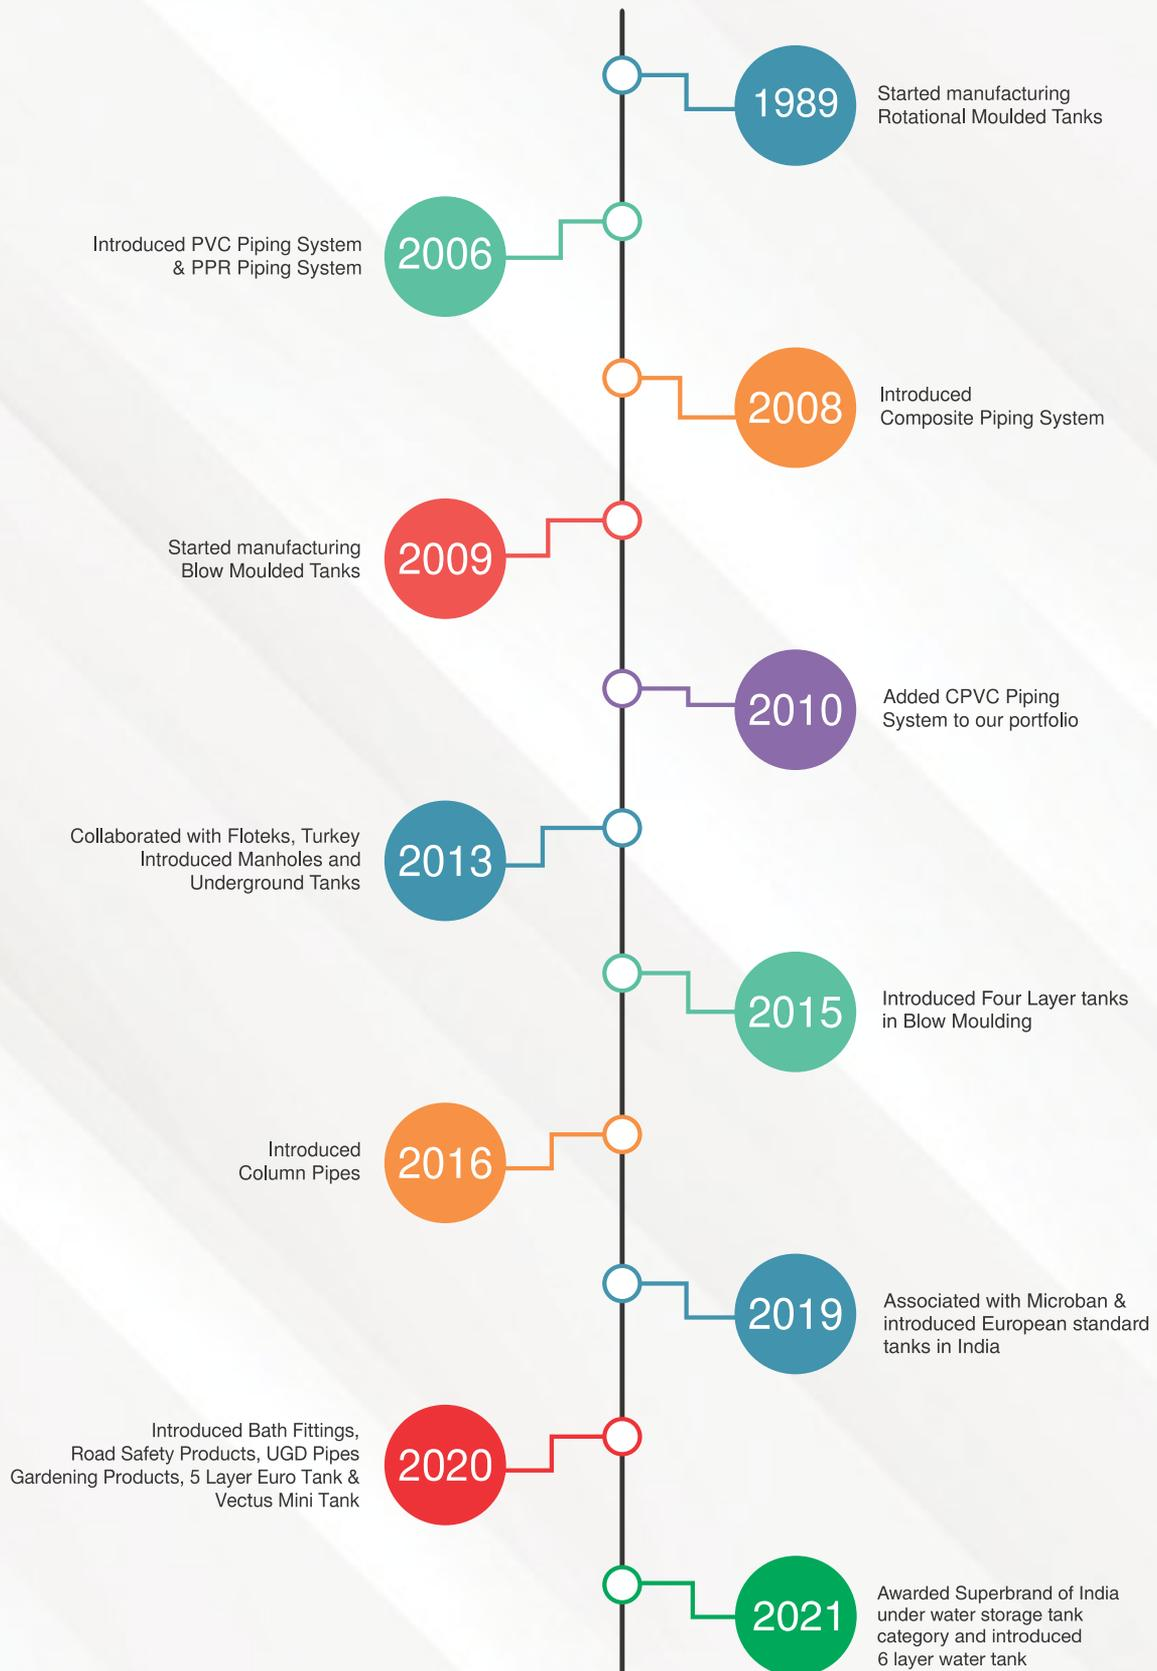 1989
Started manufacturing
Rotational Moulded Tanks
Introduced PVC Piping System
& PPR Piping System
2006
2008
Introduced
Composite Piping System
Started manufacturing
Blow Moulded Tanks
2009
2010
Added CPVC Piping
System to our portfolio
Collaborated with Floteks, Turkey
Introduced Manholes and
Underground Tanks
2013
2015
Introduced Four Layer tanks
in Blow Moulding
Introduced
Column Pipes
2016
2019
Associated with Microban &
introduced European standard
tanks in India
Introduced Bath Fittings,
Road Safety Products, UGD Pipes
Gardening Products, 5 Layer Euro Tank &
Vectus Mini Tank
2020
2021
Awarded Superbrand of India
under water storage tank
category and introduced
6 layer water tank